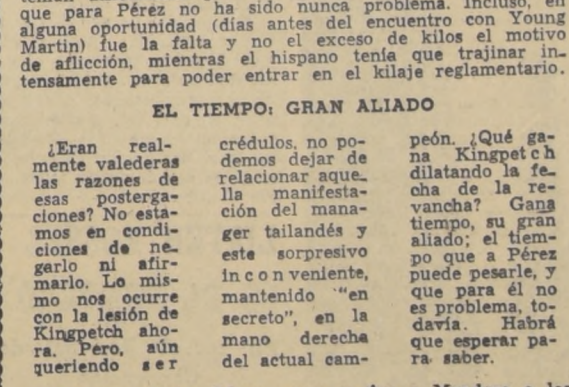 que para Pérez no ha sido nunca problema. Incluso, en
alguna oportunidad (días antes del encuentro con Young
Martin) fue la falta y no el exceso de kilos el motivo
de aflicción, mientras el hispano tenía que trajinar in-
tensamente para poder entrar en el kilaje reglamentario.
EL TIEMPO: GRAN ALIADO
¿Eran real-
mente valederas
las razones de
esas posterga-
ciones? No esta-
mos en condi-
ciones de ne-
garlo ni afir-
marlo. Lo mis-
mo nos ocurre
con la lesión de
Kingpetch aho-
ra. Pero, aún
queriendo ser
crédulos, no po-
demos dejar de
relacionar aque-
lla manifesta-
ción del mana-
ger tailandés y
este sorpresivo
inconveniente,
mantenido "en
secreto", en la
mano derecha
del actual cam-
peón. ¿Qué ga-
na Kingpetch
dilatando la fe-
cha de la re-
vancha? Gana
tiempo, su gran
aliado; el tiem-
po que a Pérez
puede pesarle, y
que para él no
es problema, to-
davía. Habrá
que esperar pa-
ra saber.